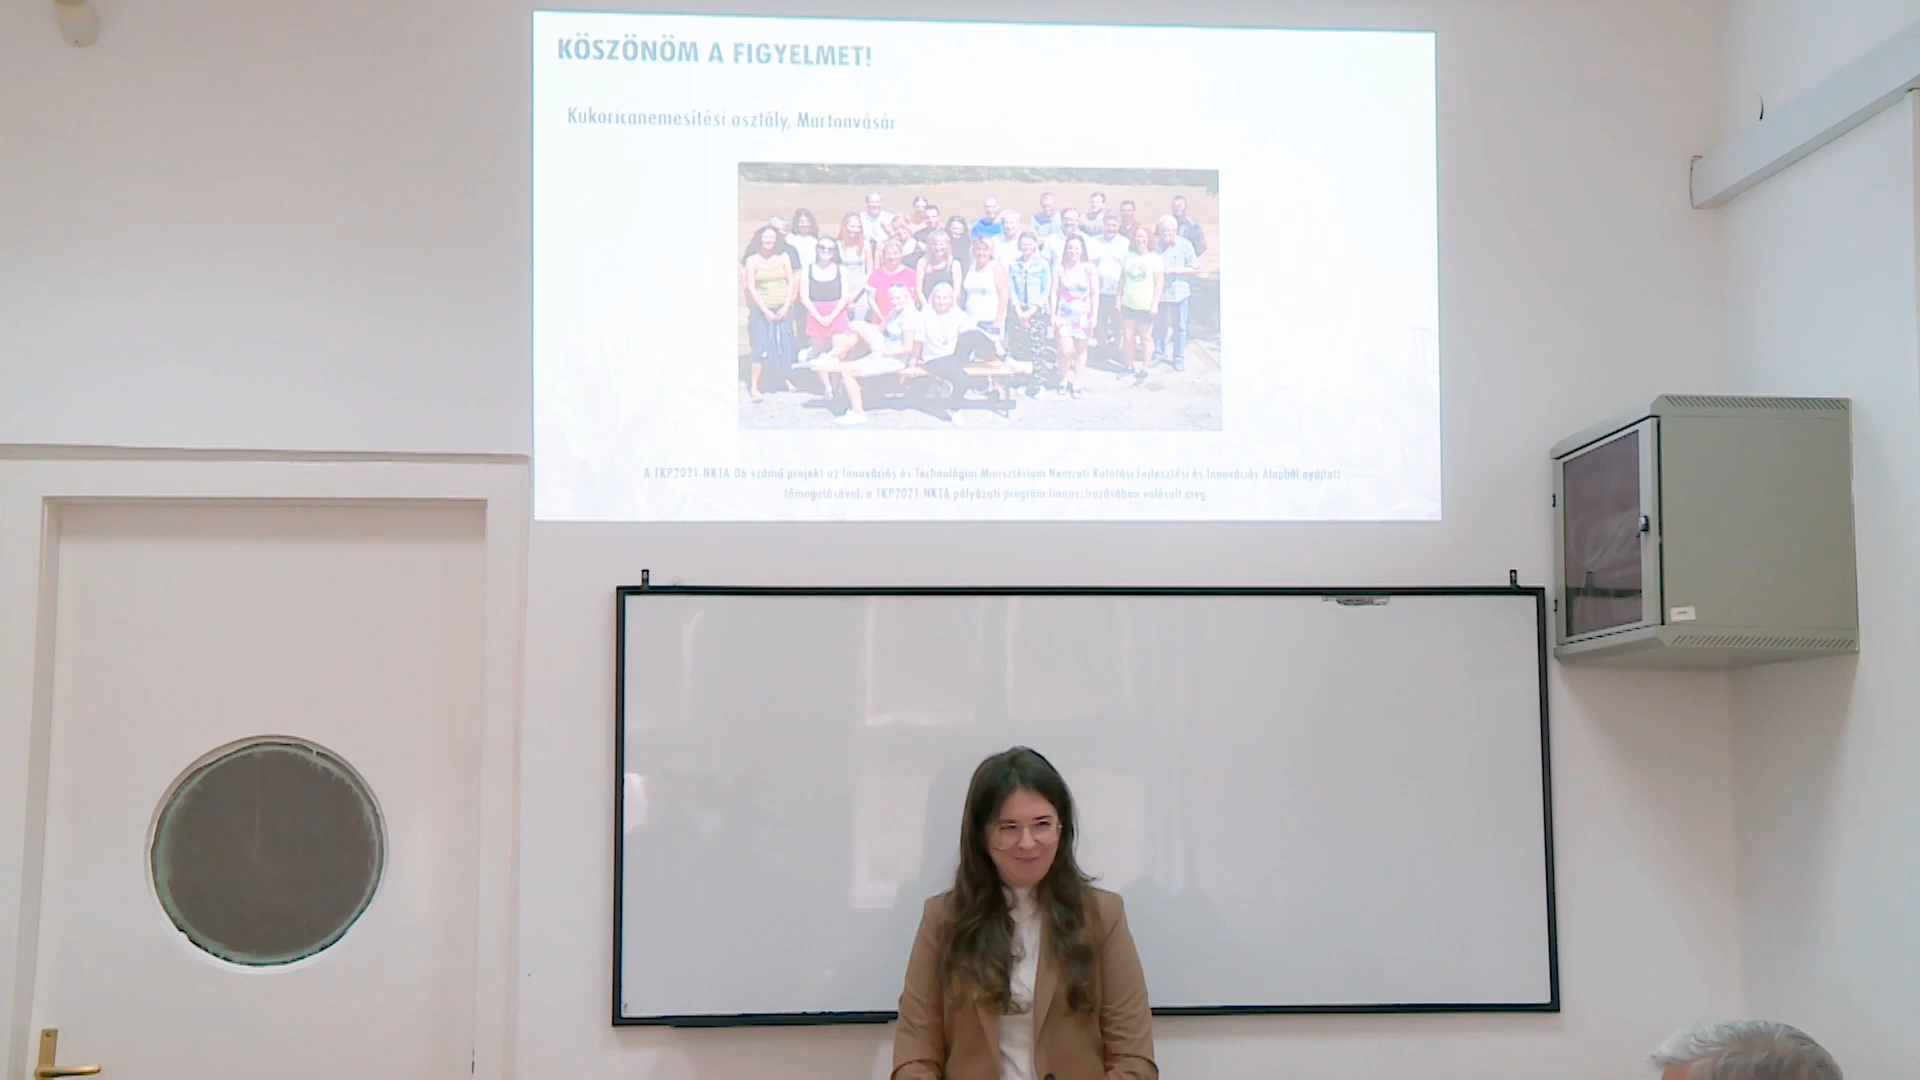 KÖSZÖNÖM A FIGYELMET!
Kukoricanemesítési osztály, Martonvásár
A TKP2021-NKTA-06 számú projekt az Innovációs és Technológiai Minisztérium Nemzeti Kutatási Fejlesztési és Innovációs Alapból nyújtott
támogatásával, a TKP2021-NKTA pályázati program finanszírozásában valósult meg.